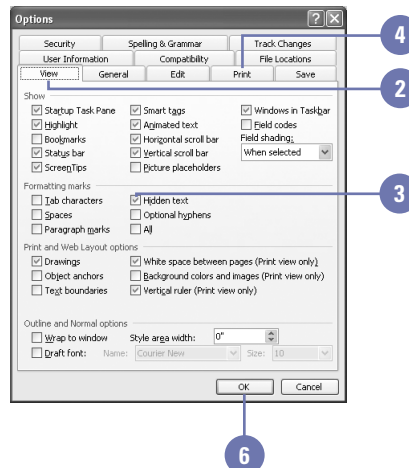 Options
Security Spelling & Grammar Track Changes
User Information Compatibility File Locations
View General Edit Print Save
Show
Startup Task Pane Smart tags Windows in Taskbar
Highlight Animated text Field codes
Bookmarks Horizontal scroll bar Field shading:
Status bar Vertical scroll bar When selected
ScreenTips Picture placeholders
Formatting marks
Tab characters Hidden text
Spaces Optional hyphens
Paragraph marks All
Print and Web Layout options
Drawings White space between pages (Print view only)
Object anchors Background colors and images (Print view only)
Text boundaries Vertical ruler (Print view only)
Outline and Normal options
Wrap to window Style area width: 0"
Draft font: Name: Courier New Size: 10
OK Cancel
4
2
3
6